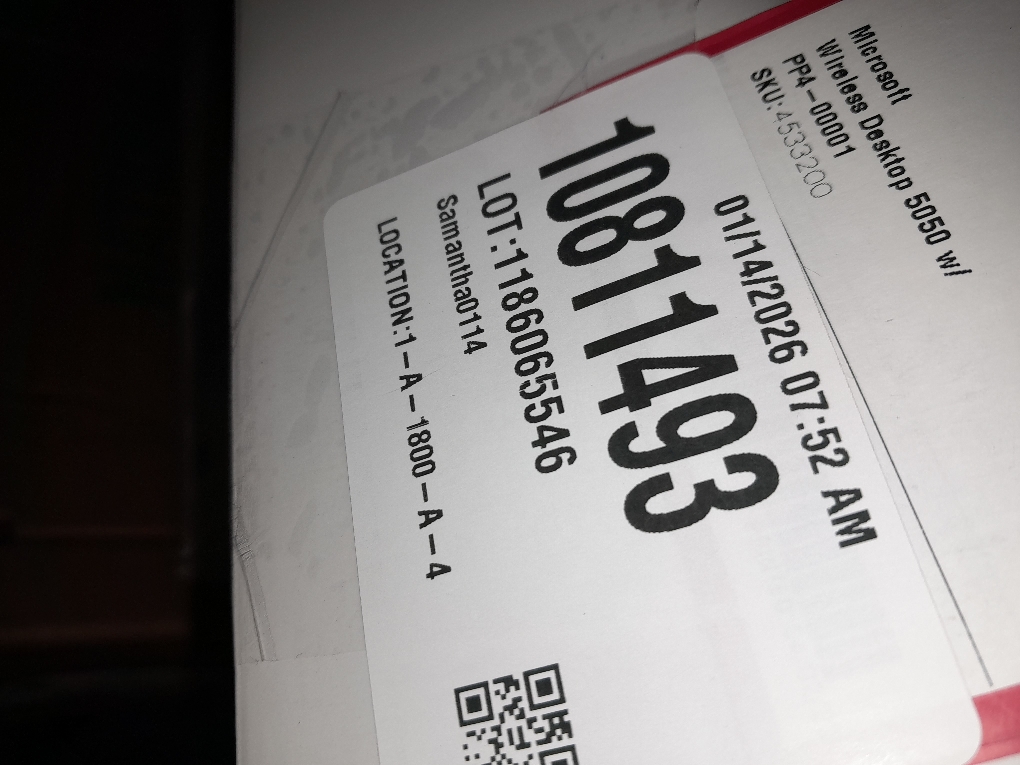 Microsoft
Wireless Desktop 5050 w/
PP4-00001
SKU:4533200
01/14/2026 07:52 AM
10811493
LOT:1186065546
Samantha0114
LOCATION:1-A-1800-A-4